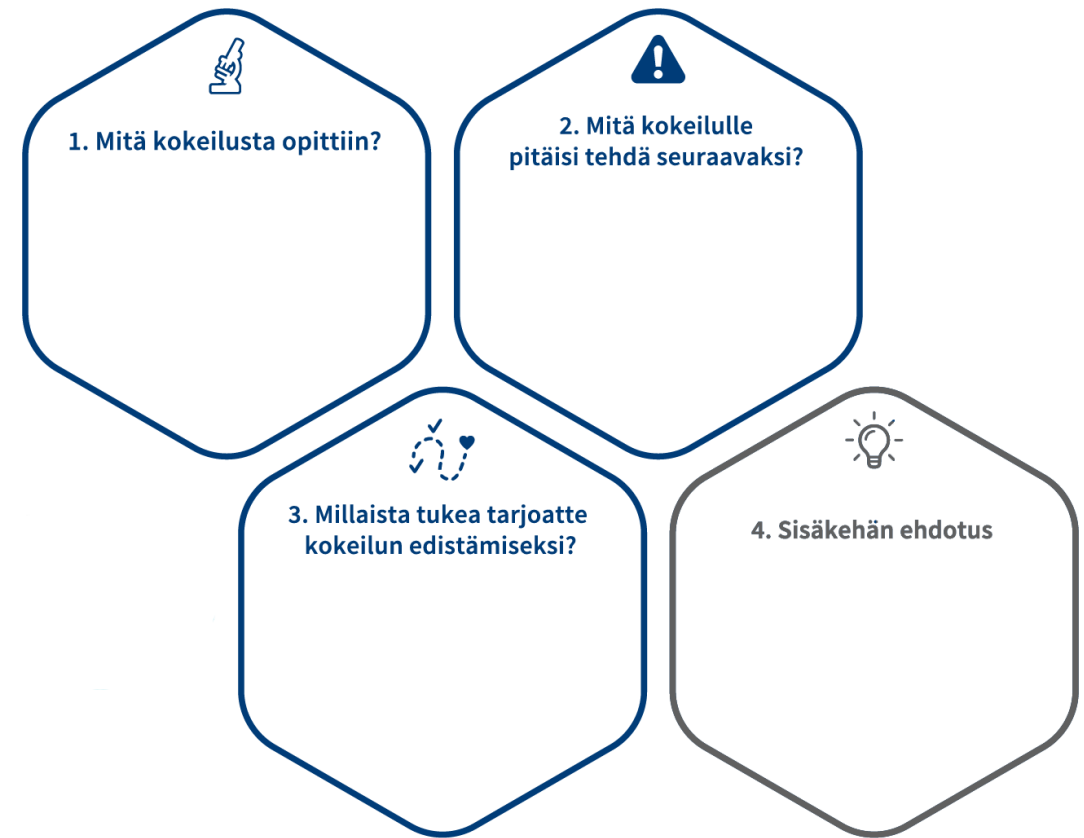 1. Mitä kokeilusta opittiin?
2. Mitä kokeilulle
pitäisi tehdä seuraavaksi?
3. Millaista tukea tarjoatte
kokeilun edistämiseksi?
4. Sisäkehän ehdotus